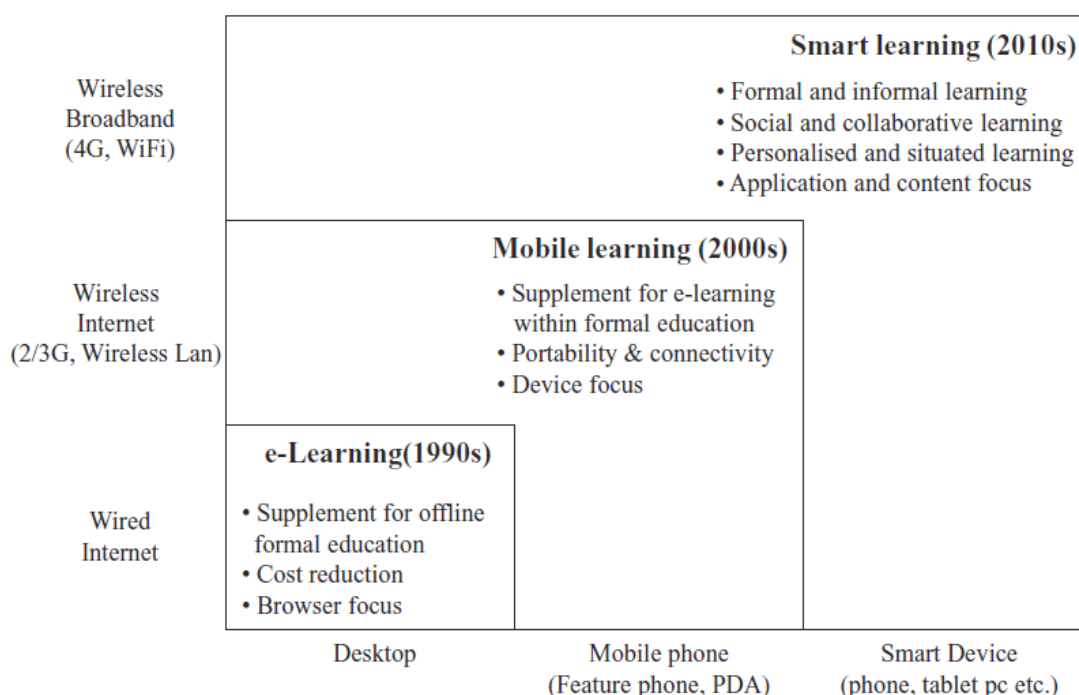 Smart learning (2010s)
Wireless
Broadband
(4G, WiFi)
• Formal and informal learning
• Social and collaborative learning
• Personalised and situated learning
• Application and content focus
Mobile learning (2000s)
Wireless
Internet
(2/3G, Wireless Lan)
• Supplement for e-learning
within formal education
• Portability & connectivity
• Device focus
e-Learning(1990s)
Wired
Internet
• Supplement for offline
formal education
• Cost reduction
• Browser focus
Desktop
Mobile phone
(Feature phone, PDA)
Smart Device
(phone, tablet pc etc.)